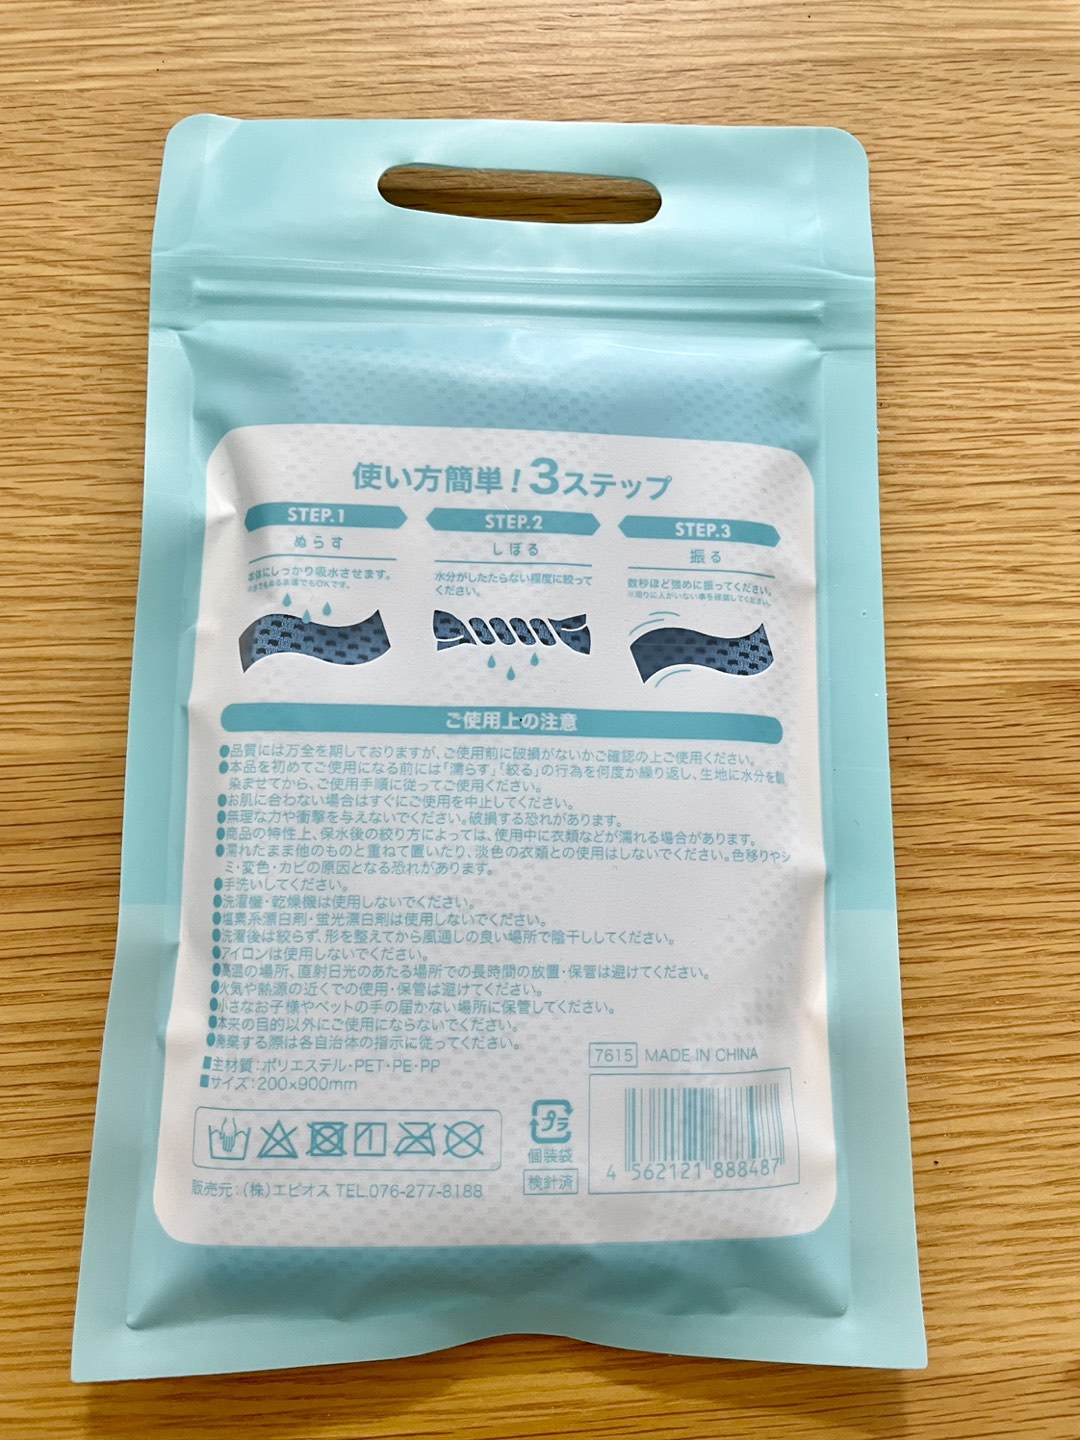 使い方簡単！3ステップ
STEP.1
ぬらす
本体にしっかり吸水させます。
STEP.2
しぼる
水分がしたたらない程度に絞って
ください。
STEP.3
振る
数秒ほど強めに振ってください。
※周りに人がいない事を確認してください。
ご使用上の注意
●品質には万全を期しておりますが、ご使用前に破損がないかご確認の上ご使用ください。
●本品を初めてご使用になる前には「濡らす」「絞る」の行為を何度か繰り返し、生地に水分を馴
染ませてから、ご使用手順に従ってご使用ください。
●お肌に合わない場合はすぐにご使用を中止してください。
●無理な力や衝撃を与えないでください。破損する恐れがあります。
●商品の特性上、保水後の絞り方によっては、使用中に衣類などが濡れる場合があります。
●濡れたまま他のものと重ねて置いたり、淡色の衣類との使用はしないでください。色移りやシ
ミ・変色・カビの原因となる恐れがあります。
●手洗いしてください。
●洗濯機・乾燥機は使用しないでください。
●塩素系漂白剤・蛍光漂白剤は使用しないでください。
●洗濯後は絞らず、形を整えてから風通しの良い場所で陰干ししてください。
●アイロンは使用しないでください。
●高温の場所、直射日光のあたる場所での長時間の放置・保管は避けてください。
●火気や熱源の近くでの使用・保管は避けてください。
●小さなお子様やペットの手の届かない場所に保管してください。
●本来の目的以外にご使用にならないでください。
●廃棄する際は各自治体の指示に従ってください。
■主材質：ポリエステル・PET・PE・PP
■サイズ：200×900mm
7615 MADE IN CHINA
プラ
個装袋
検針済
4 562121 888487
販売元：（株）エピオス TEL.076-277-8188